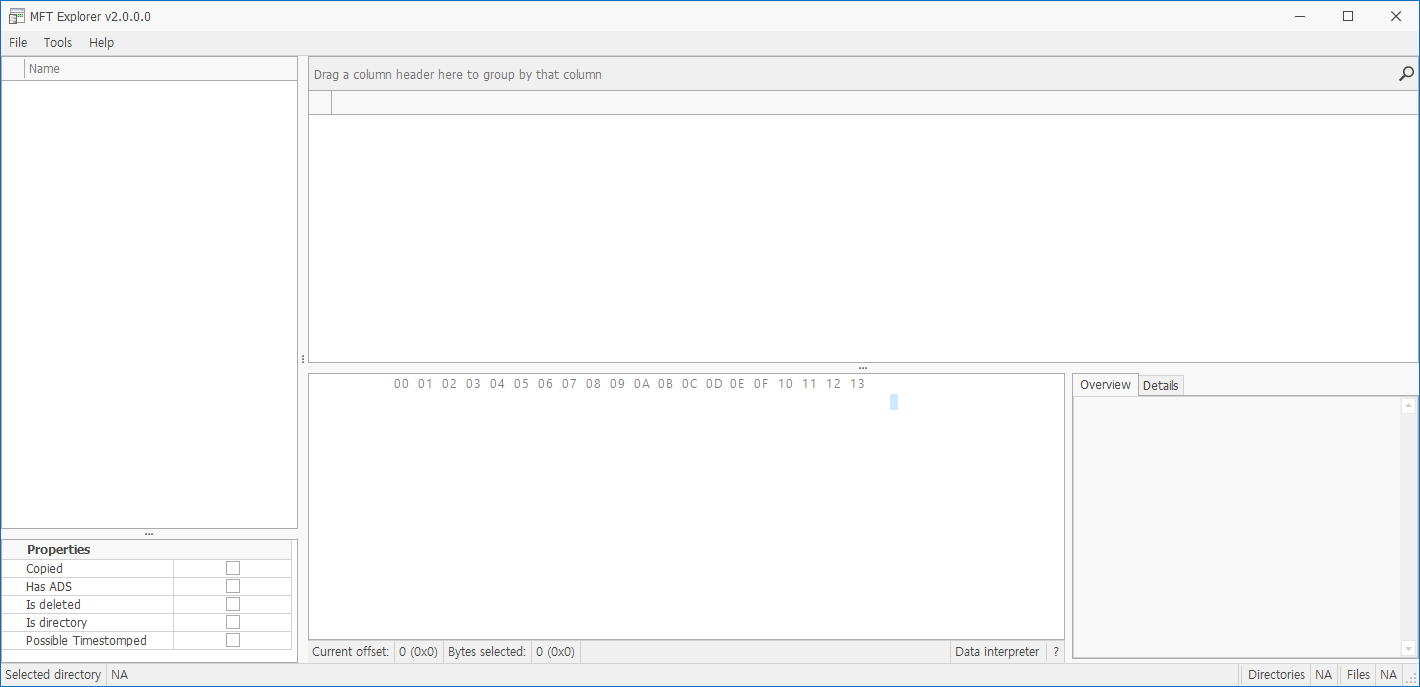 MFT Explorer v2.0.0.0
File Tools Help
Name
Drag a column header here to group by that column
00 01 02 03 04 05 06 07 08 09 0A 0B 0C 0D 0E 0F 10 11 12 13
Overview Details
Properties
Copied
Has ADS
Is deleted
Is directory
Possible Timestomped
Current offset: 0 (0x0) Bytes selected: 0 (0x0) Data interpreter ?
Selected directory NA Directories NA Files NA